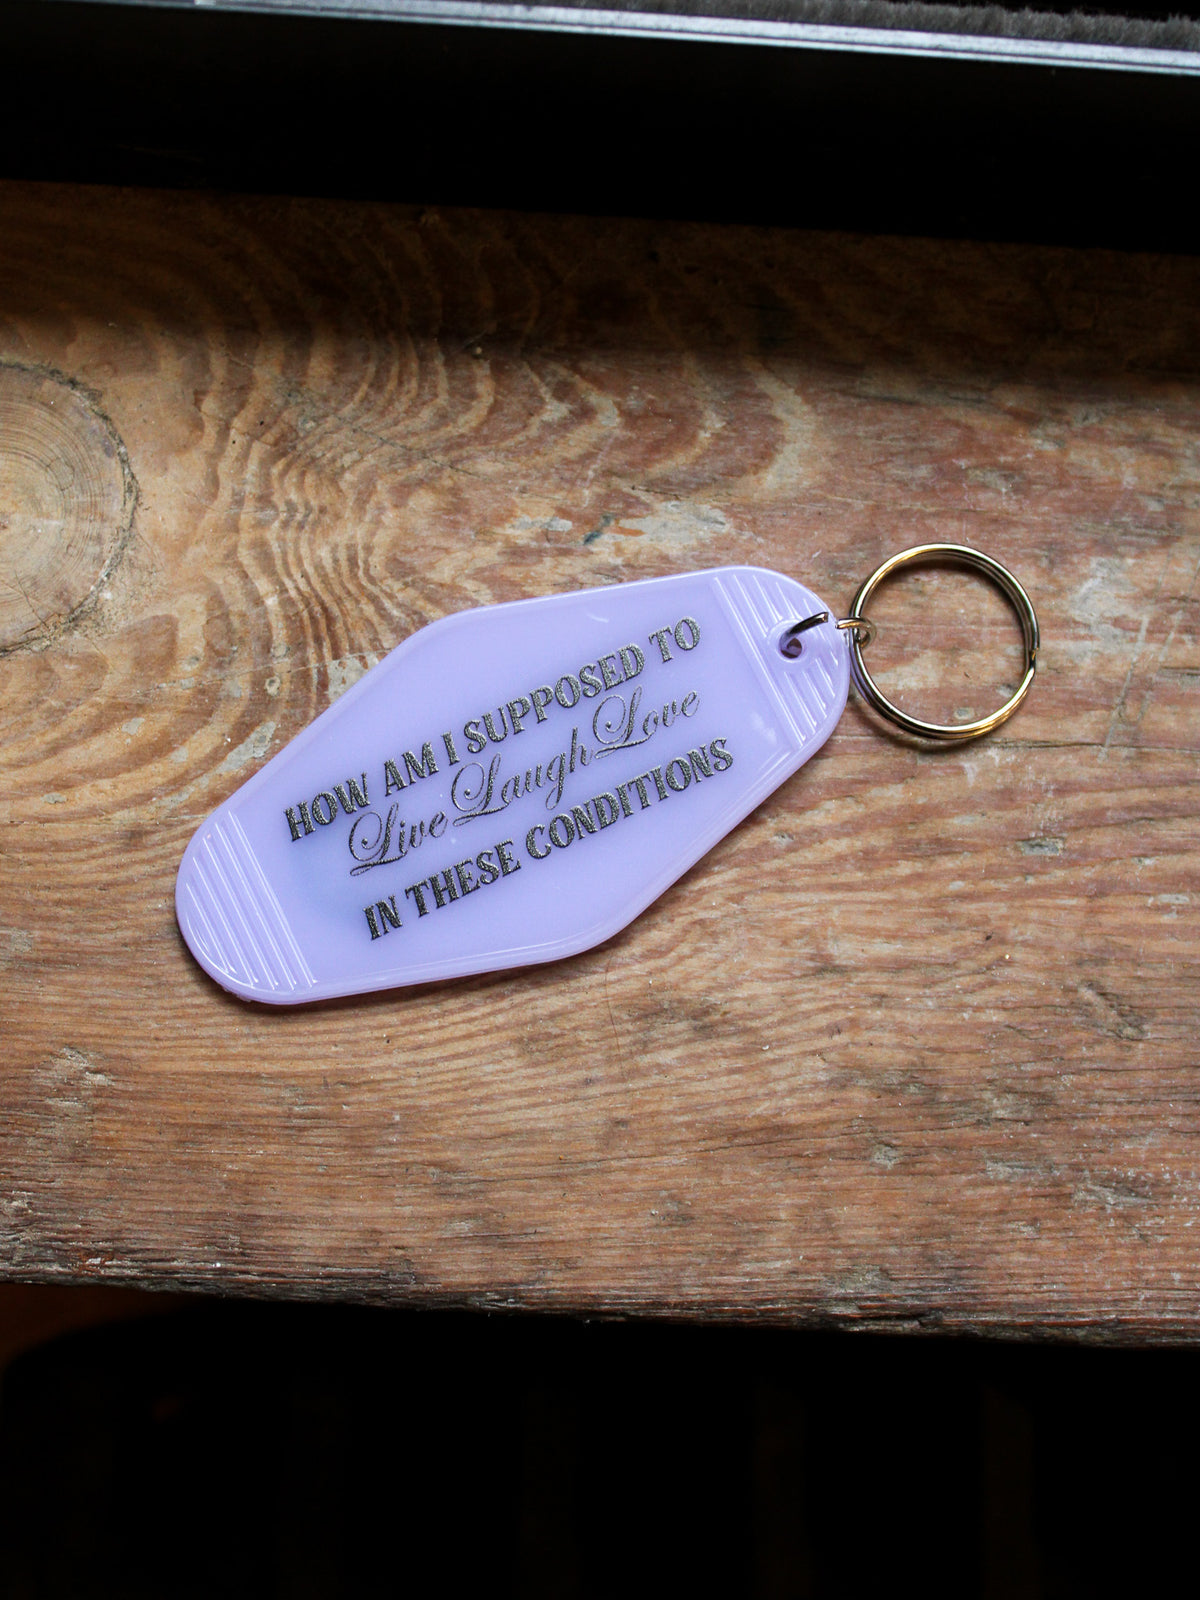 HOW AM I SUPPOSED TO
Live Laugh Love
IN THESE CONDITIONS